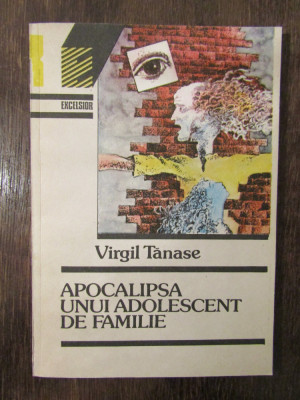 EXCELSIOR
Virgil Tănase
APOCALIPSA
UNUI ADOLESCENT
DE FAMILIE